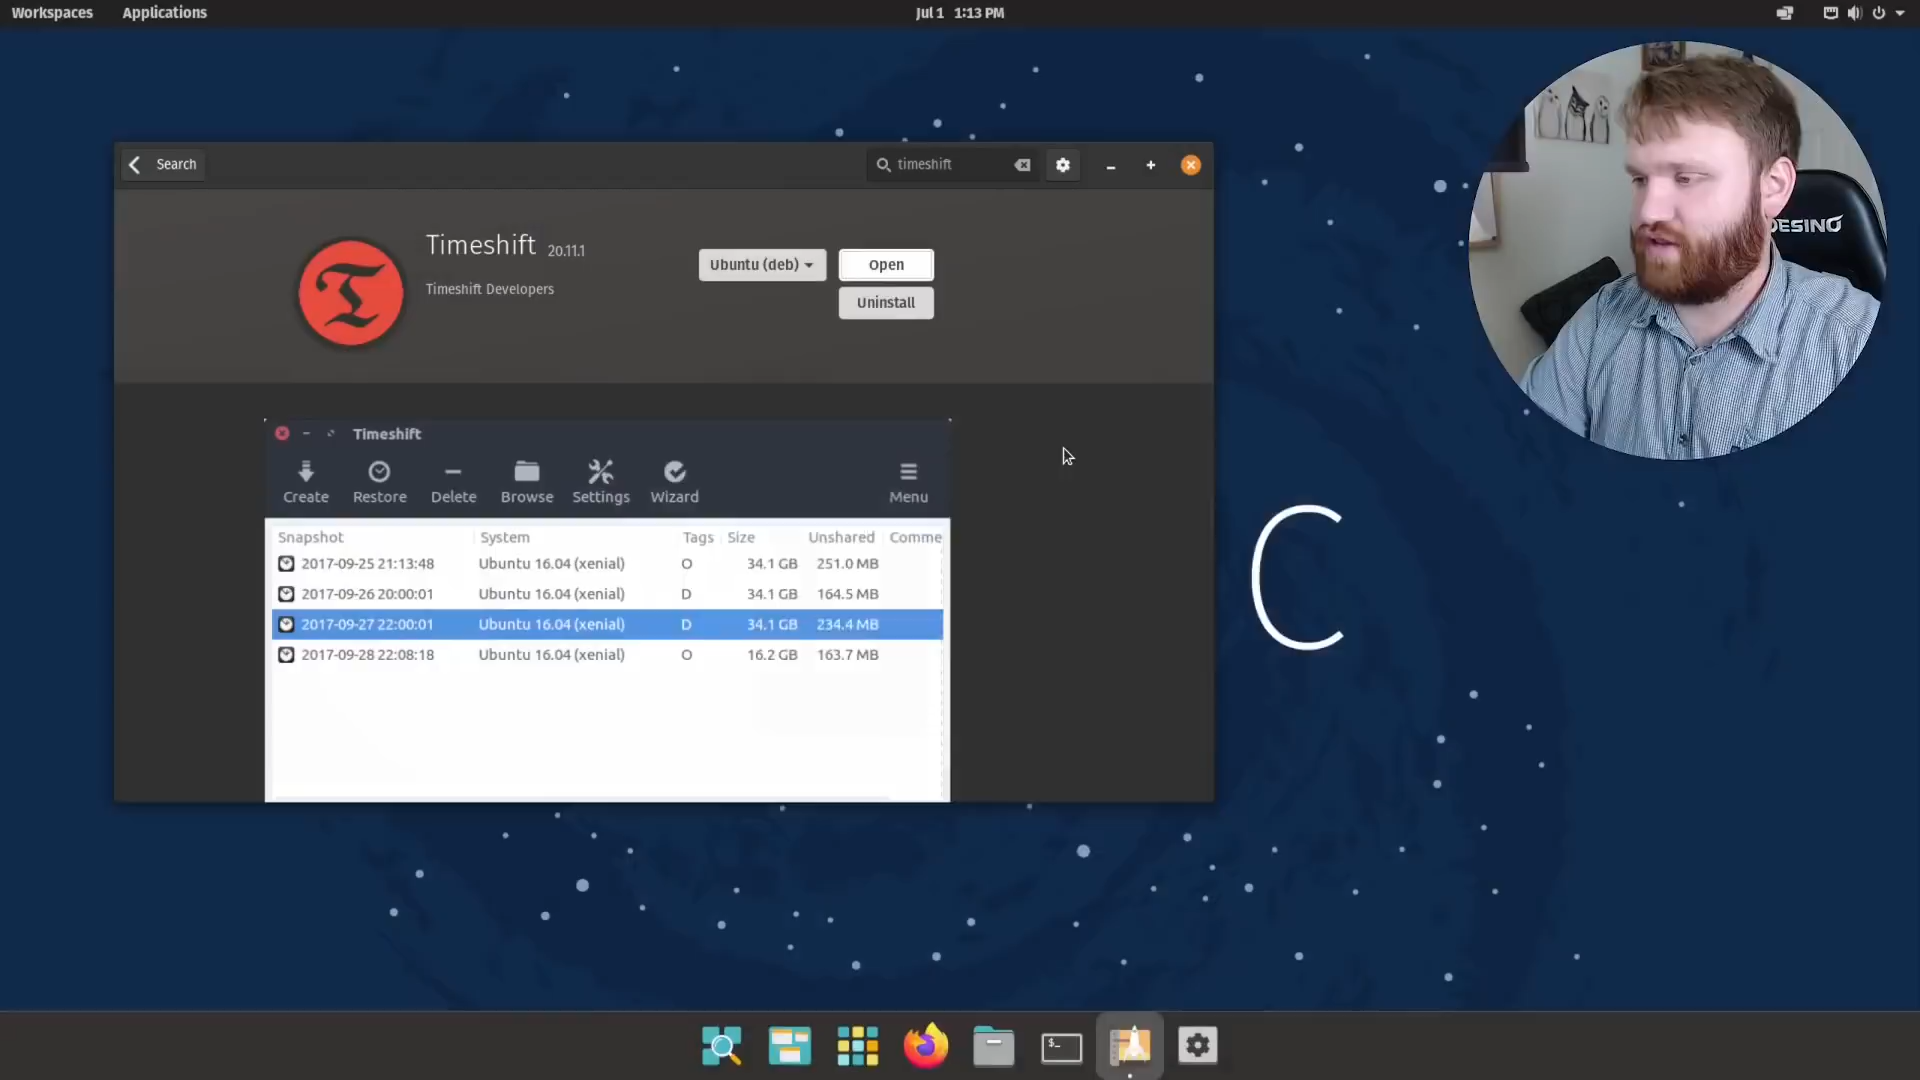 Workspaces Applications Jul 1 1:13 PM
Search timeshift
Timeshift 20.11.1
Timeshift Developers
Ubuntu (deb) Open
Uninstall
Timeshift
Create Restore Delete Browse Settings Wizard Menu
Snapshot System Tags Size Unshared Comme
2017-09-25 21:13:48 Ubuntu 16.04 (xenial) O 34.1 GB 251.0 MB
2017-09-26 20:00:01 Ubuntu 16.04 (xenial) D 34.1 GB 164.5 MB
2017-09-27 22:00:01 Ubuntu 16.04 (xenial) D 34.1 GB 234.4 MB
2017-09-28 22:08:18 Ubuntu 16.04 (xenial) O 16.2 GB 163.7 MB
C
DESINO
$_